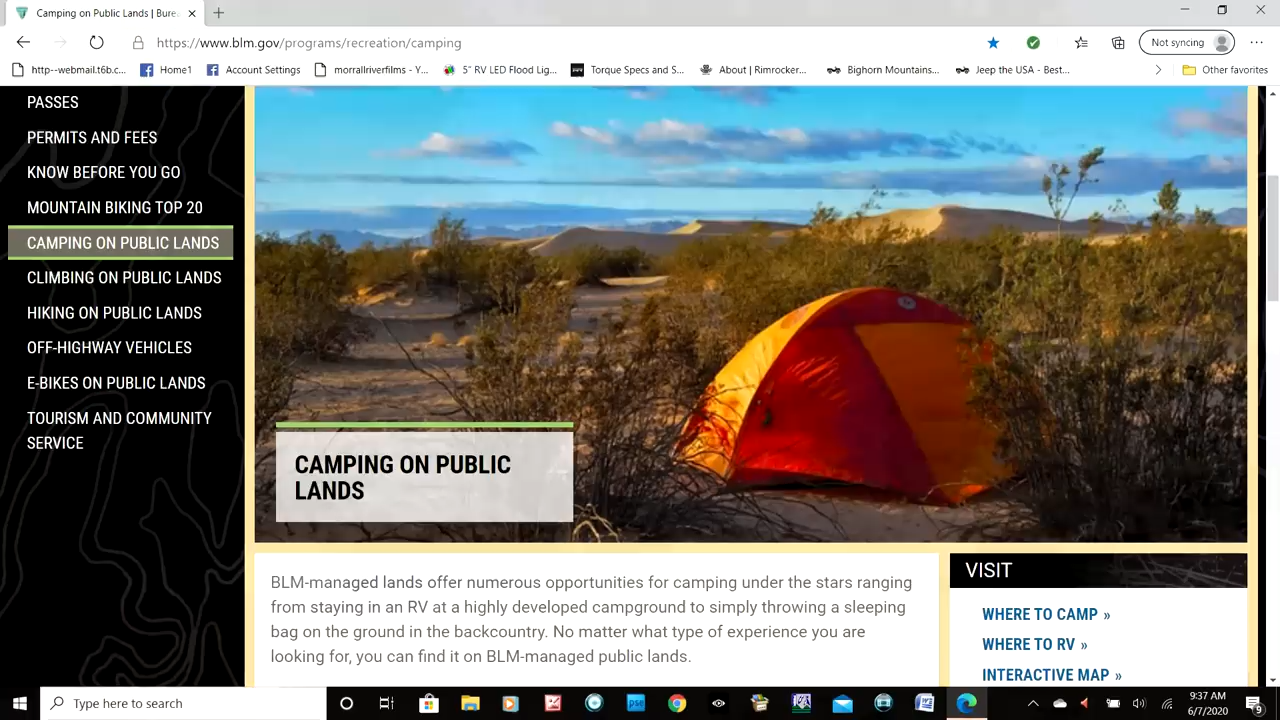 Camping on Public Lands | Bure
https://www.blm.gov/programs/recreation/camping
Not syncing
http--webmail.t6b.c...
Home1
Account Settings
morrallriverfilms - Y...
5" RV LED Flood Lig...
Torque Specs and S...
About | Rimrocker...
Bighorn Mountains...
Jeep the USA - Best...
Other favorites
PASSES
PERMITS AND FEES
KNOW BEFORE YOU GO
MOUNTAIN BIKING TOP 20
CAMPING ON PUBLIC LANDS
CLIMBING ON PUBLIC LANDS
HIKING ON PUBLIC LANDS
OFF-HIGHWAY VEHICLES
E-BIKES ON PUBLIC LANDS
TOURISM AND COMMUNITY
SERVICE
CAMPING ON PUBLIC
LANDS
BLM-managed lands offer numerous opportunities for camping under the stars ranging
from staying in an RV at a highly developed campground to simply throwing a sleeping
bag on the ground in the backcountry. No matter what type of experience you are
looking for, you can find it on BLM-managed public lands.
VISIT
WHERE TO CAMP »
WHERE TO RV »
INTERACTIVE MAP »
Type here to search
pse
9:37 AM
6/7/2020